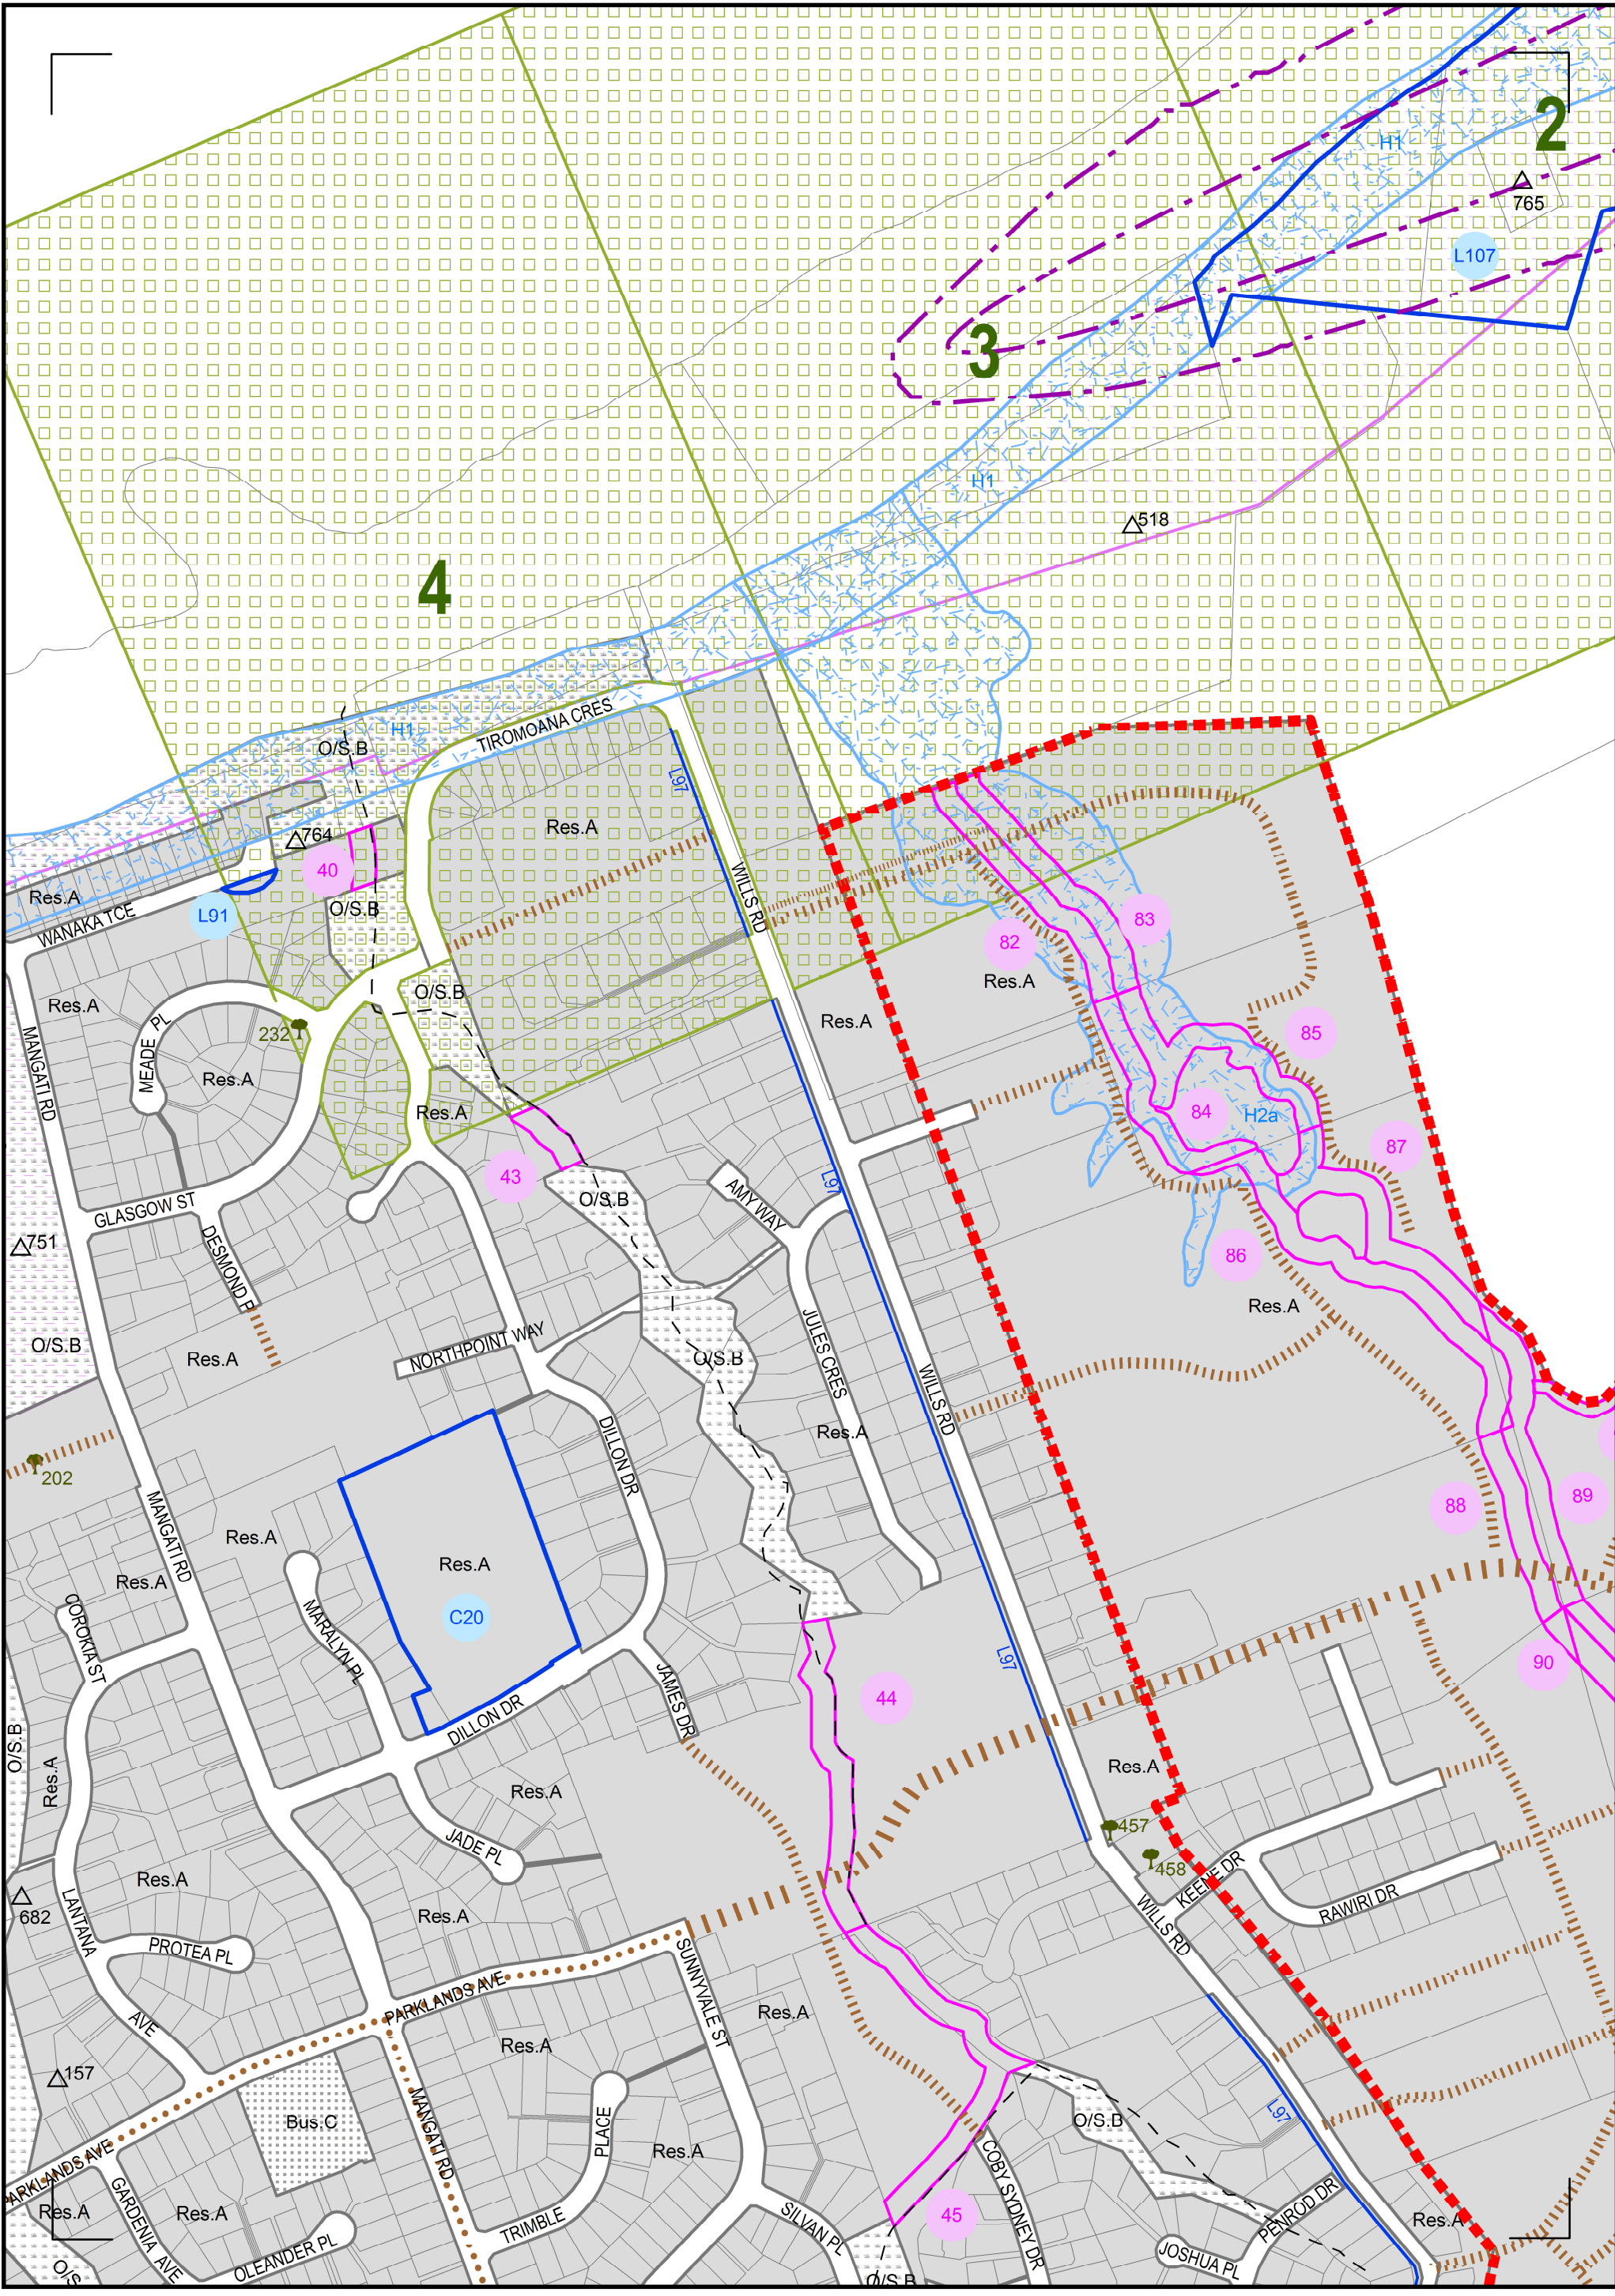 2
H1
765
L107
3
H1
518
4
TIROMOANA CRES
H1
O/S.B
L97
Res.A
764
40
WILLS RD
Res.A
O/S.B
L91
WANAKA TCE
83
82
Res.A
O/S.B
Res.A
Res.A
85
232
MEADE PL
MANGATI RD
Res.A
Res.A
84
H2a
87
43
L97
O/S.B
AMY WAY
GLASGOW ST
751
DESMOND P
86
Res.A
O/S.B
Res.A
NORTHPOINT WAY
O/S.B
JULES CRES
WILLS RD
Res.A
DILLON DR
202
88
89
MANGATI RD
Res.A
Res.A
Res.A
C20
COROKIA ST
MARALYN PL
L97
90
JAMES DR
44
DILLON DR
O/S.B
Res.A
Res.A
Res.A
457
JADE PL
458
KEENE DR
Res.A
682
LANTANA
Res.A
RAWIRI DR
WILLS RD
PROTEA PL
SUNNYVALE ST
PARKLANDS AVE
Res.A
AVE
Res.A
157
MANGATI RD
Bus.C
L97
O/S.B
PLACE
Res.A
PARKLANDS AVE
COBY SYDNEY DR
GARDENIA AVE
Res.A
Res.A
45
PENROD DR
Res.A
TRIMBLE
SILVAN PL
OLEANDER PL
JOSHUA PL
O/S
O/S.B